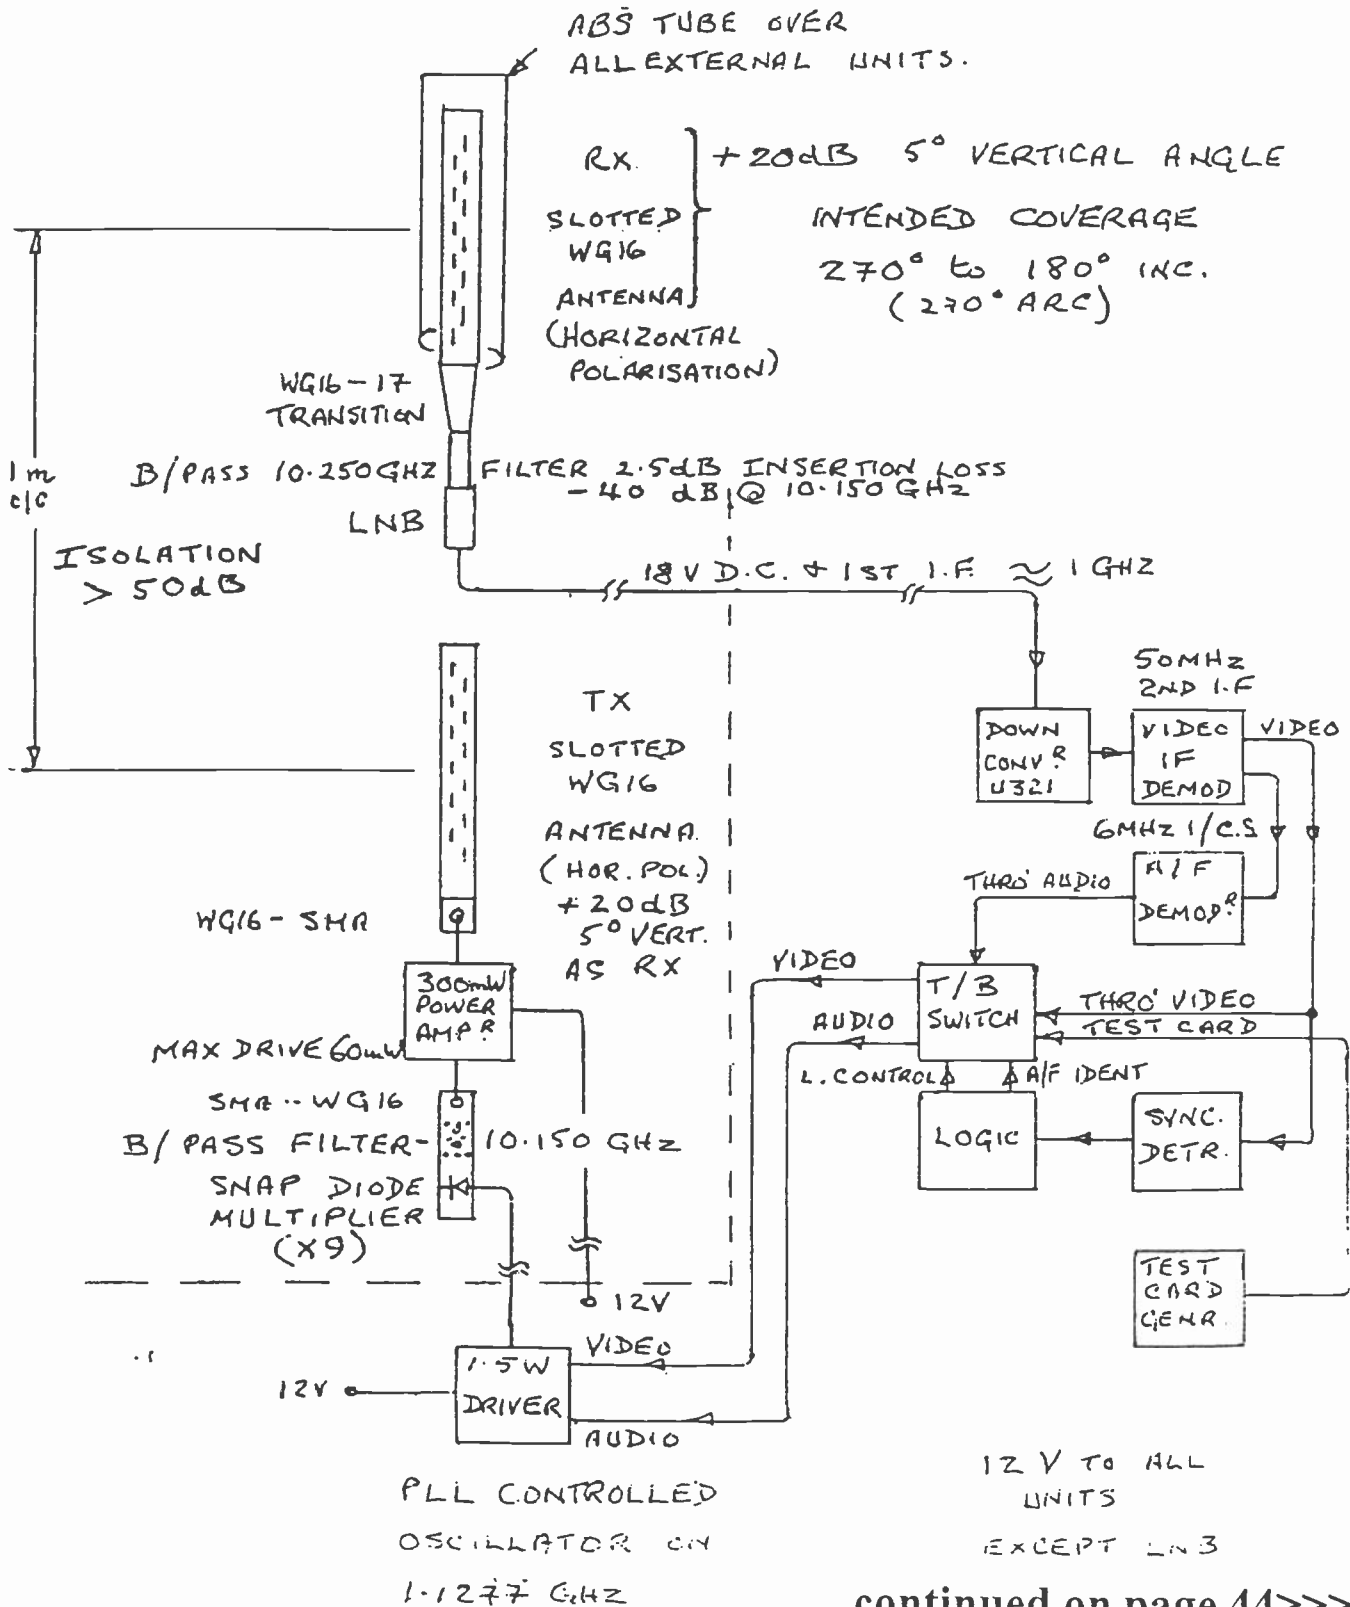 ABS TUBE OVER
ALL EXTERNAL UNITS.
RX
SLOTTED
WG16
ANTENNA
(HORIZONTAL
POLARISATION)
+20dB 5° VERTICAL ANGLE
INTENDED COVERAGE
270° to 180° INC.
(270° ARC)
WG16-17
TRANSITION
1m
c/c
B/PASS 10.250GHZ FILTER 2.5dB INSERTION LOSS
-40 dB @ 10.150 GHZ
LNB
ISOLATION
> 50dB
18V D.C. + 1ST I.F. ≈ 1 GHZ
TX
SLOTTED
WG16
ANTENNA.
(HOR. POL.)
+20dB
5° VERT.
AS RX
50MHZ
2ND I.F
DOWN
CONVR
U321
VIDEO
IF
DEMOD
VIDEO
6MHZ I/C.S
A/F
DEMODR
THRO' AUDIO
WG16-SMA
300mW
POWER
AMPR
MAX DRIVE 60mW
SMA--WG16
B/PASS FILTER- 10.150 GHZ
SNAP DIODE
MULTIPLIER
(X9)
VIDEO
AUDIO
T/B
SWITCH
THRO' VIDEO
TEST CARD
L. CONTROL
A/F IDENT
LOGIC
SYNC.
DETR.
TEST
CARD
GENR.
12V
VIDEO
12V
1.5W
DRIVER
AUDIO
PLL CONTROLLED
OSCILLATOR ON
1.1277 GHZ
12 V TO ALL
UNITS
EXCEPT LNB
continued on page 44>>>